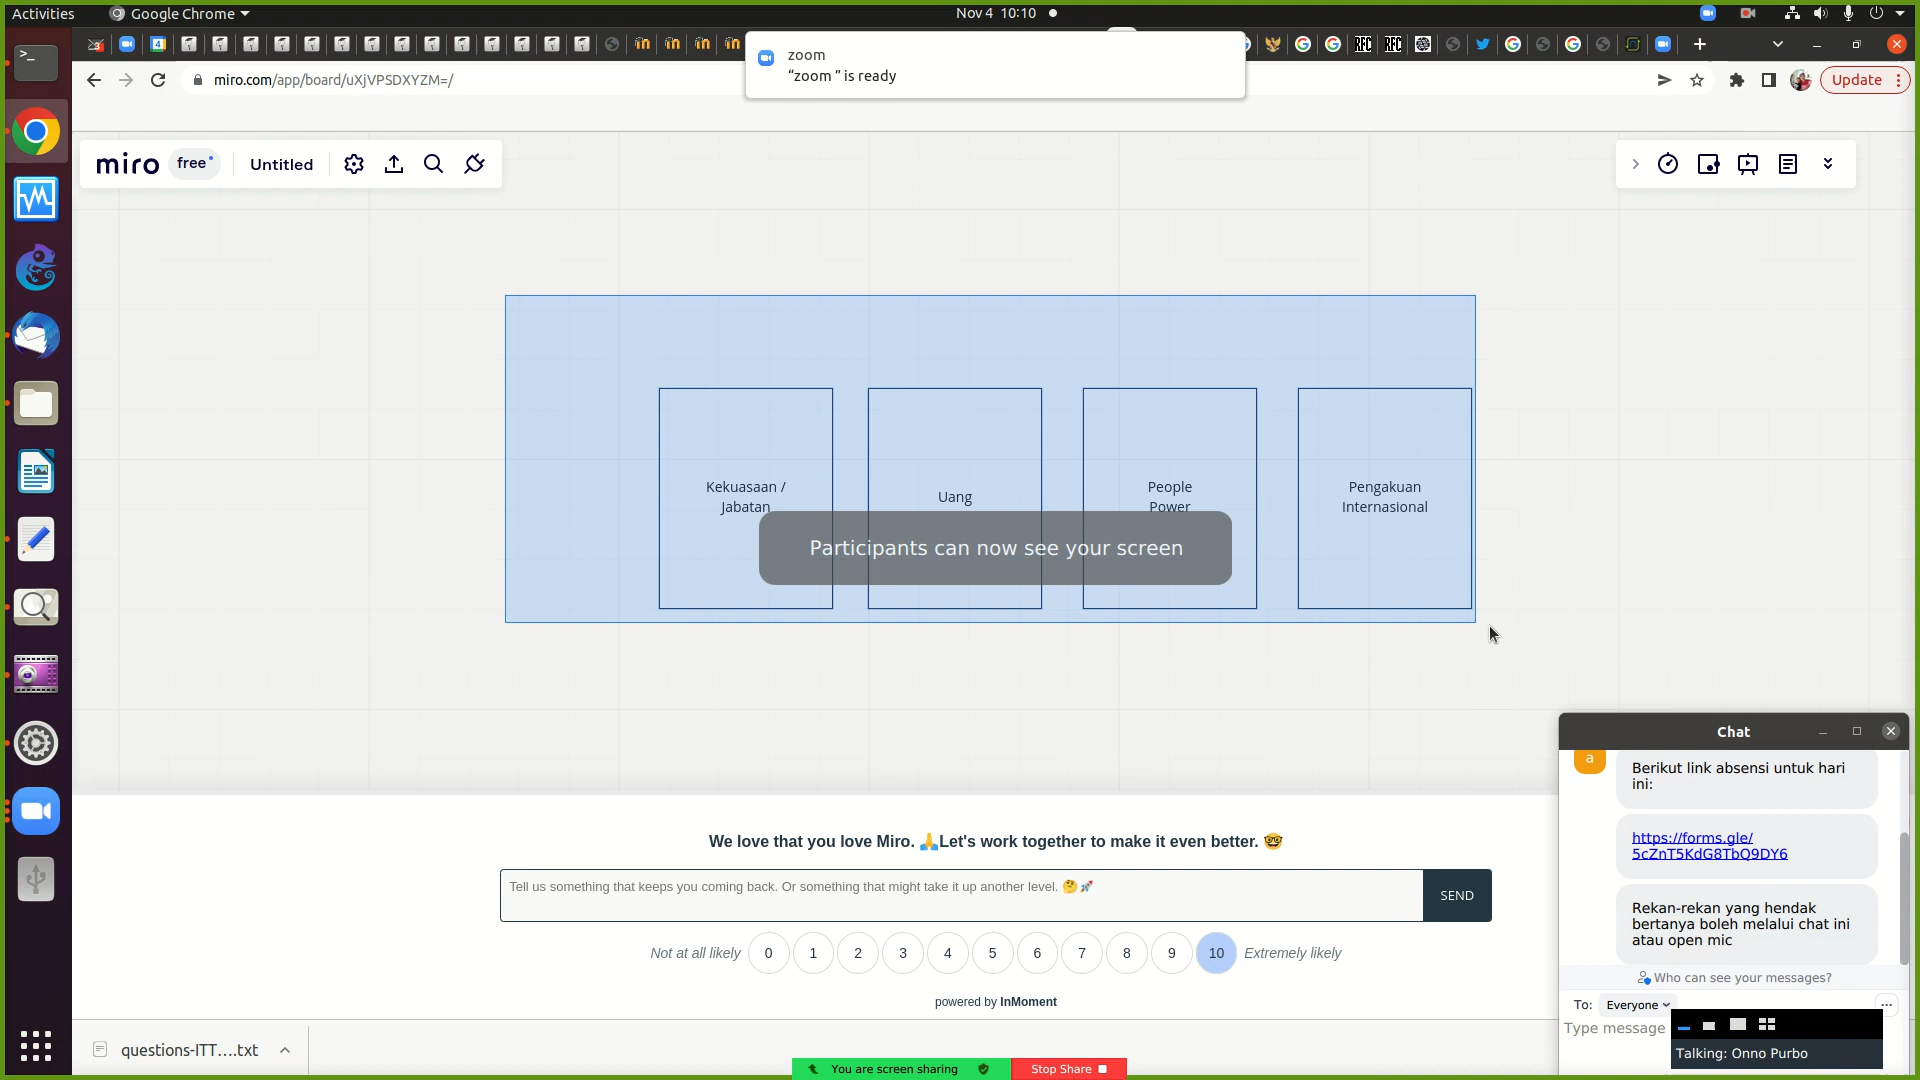 Activities
Google Chrome
Nov 4 10:10
zoom
“zoom ” is ready
miro.com/app/board/uXjVPSDXYZM=/
Update
miro
free
Untitled
Kekuasaan /
Jabatan
Uang
People
Power
Pengakuan
Internasional
Participants can now see your screen
Chat
a
Berikut link absensi untuk hari
ini:
https://forms.gle/
5cZnT5KdG8TbQ9DY6
Rekan-rekan yang hendak
bertanya boleh melalui chat ini
atau open mic
Who can see your messages?
To: Everyone
Type message
Talking: Onno Purbo
We love that you love Miro. 🙏Let's work together to make it even better. 🤓
Tell us something that keeps you coming back. Or something that might take it up another level. 🤔🚀
SEND
Not at all likely 0 1 2 3 4 5 6 7 8 9 10 Extremely likely
powered by InMoment
questions-ITT....txt
You are screen sharing
Stop Share